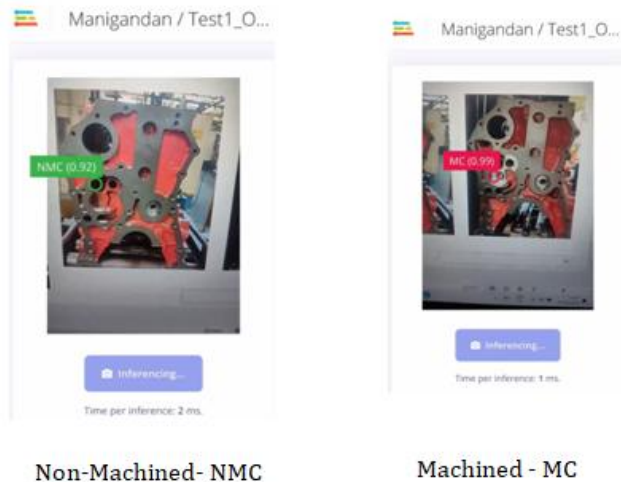 Manigandan / Test1_O...
NMC (0.92)
Inferencing...
Time per inference: 2 ms.
Non-Machined- NMC
Manigandan / Test1_O...
MC (0.99)
Inferencing...
Time per inference: 1 ms.
Machined - MC